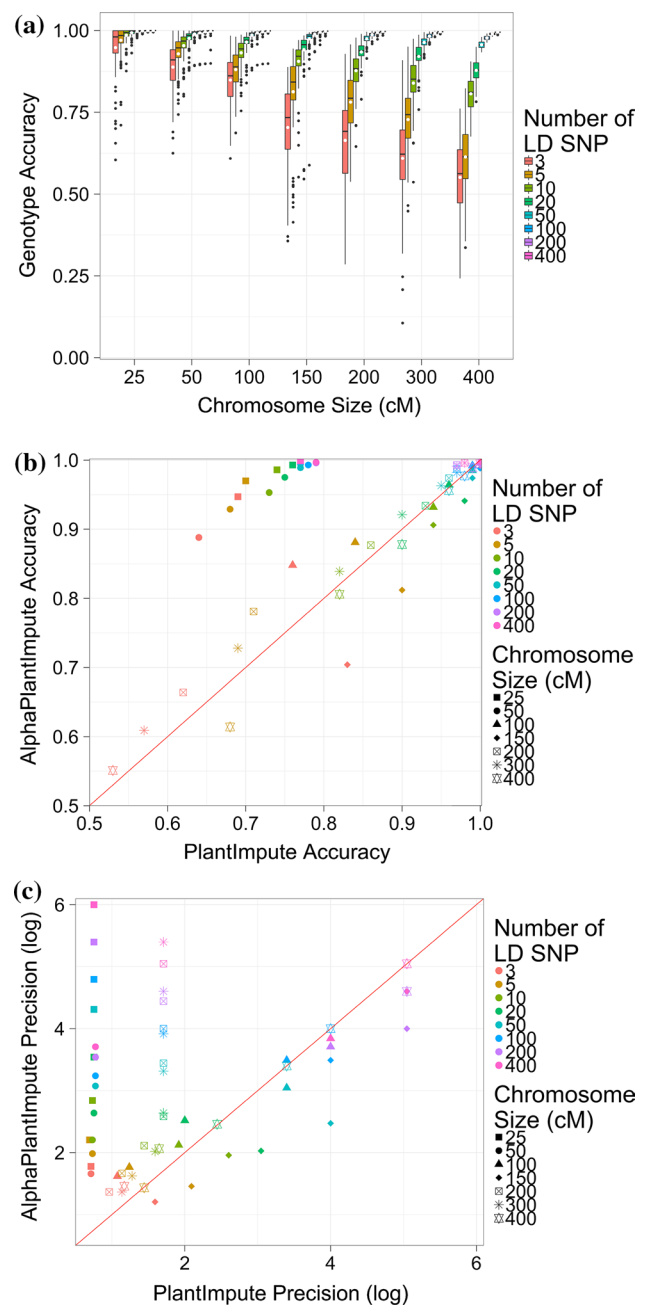 (a)
1.00
0.75
0.50
0.25
0.00
Genotype Accuracy
25 50 100 150 200 300 400
Chromosome Size (cM)
Number of
LD SNP
3
5
10
20
50
100
200
400
(b)
1.0
0.9
0.8
0.7
0.6
0.5
AlphaPlantImpute Accuracy
0.5 0.6 0.7 0.8 0.9 1.0
PlantImpute Accuracy
Number of
LD SNP
3
5
10
20
50
100
200
400
Chromosome
Size (cM)
25
50
100
150
200
300
400
(c)
6
4
2
AlphaPlantImpute Precision (log)
2 4 6
PlantImpute Precision (log)
Number of
LD SNP
3
5
10
20
50
100
200
400
Chromosome
Size (cM)
25
50
100
150
200
300
400